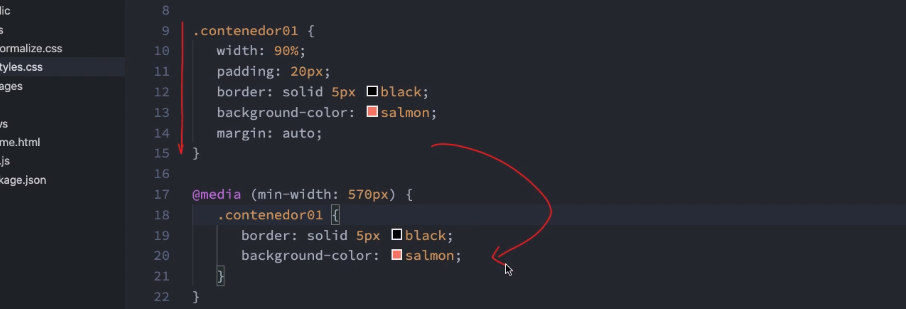 lic
s
ormalize.css
tyles.css
ages
ws
me.html
.js
kage.json
8
9 .contenedor01 {
10 width: 90%;
11 padding: 20px;
12 border: solid 5px black;
13 background-color: salmon;
14 margin: auto;
15 }
16
17 @media (min-width: 570px) {
18 .contenedor01 {
19 border: solid 5px black;
20 background-color: salmon;
21 }
22 }